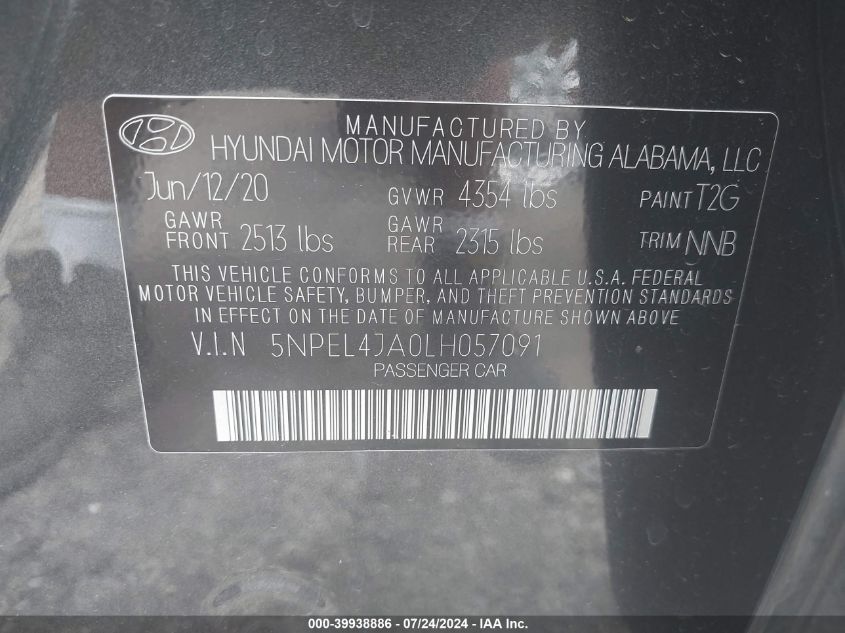 MANUFACTURED BY
HYUNDAI MOTOR MANUFACTURING ALABAMA, LLC
Jun/12/20 GVWR 4354 lbs PAINT T2G
GAWR FRONT 2513 lbs GAWR REAR 2315 lbs TRIM NNB
THIS VEHICLE CONFORMS TO ALL APPLICABLE U.S.A. FEDERAL
MOTOR VEHICLE SAFETY, BUMPER, AND THEFT PREVENTION STANDARDS
IN EFFECT ON THE DATE OF MANUFACTURE SHOWN ABOVE
V.I.N 5NPEL4JA0LH057091
PASSENGER CAR
000-39938886 - 07/24/2024 - IAA Inc.